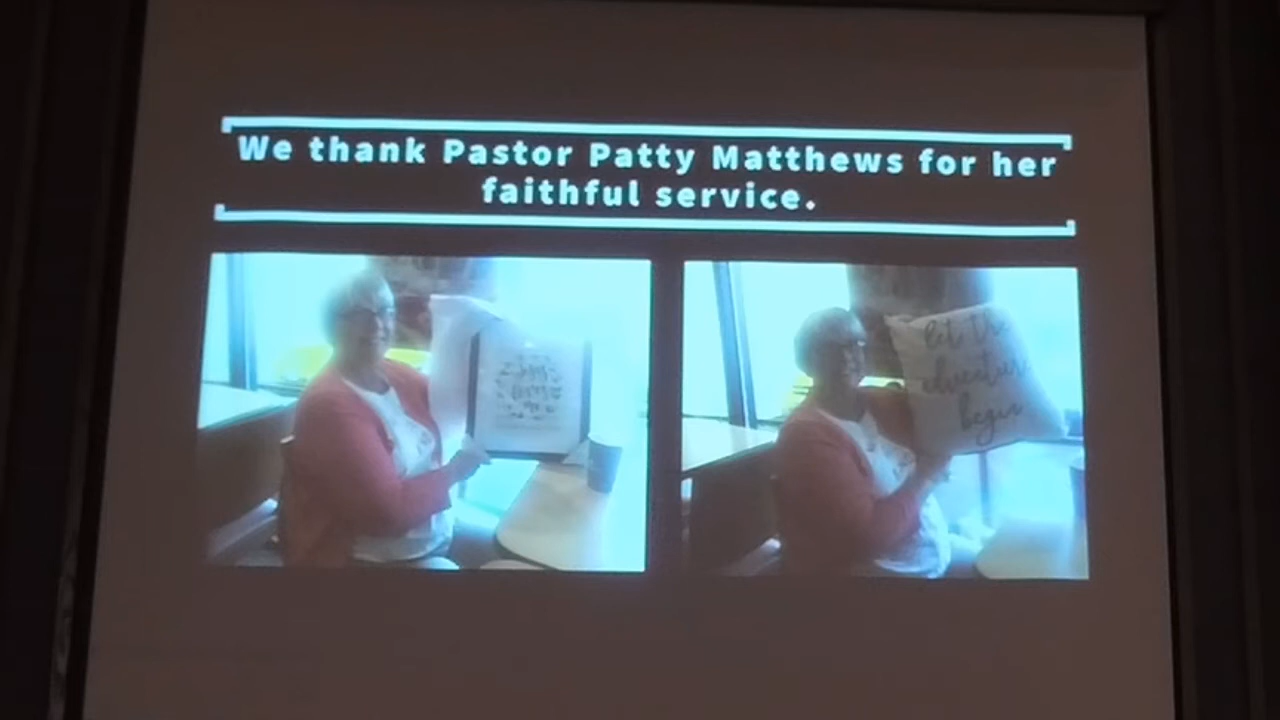 We thank Pastor Patty Matthews for her
faithful service.
let the
adventure
begin